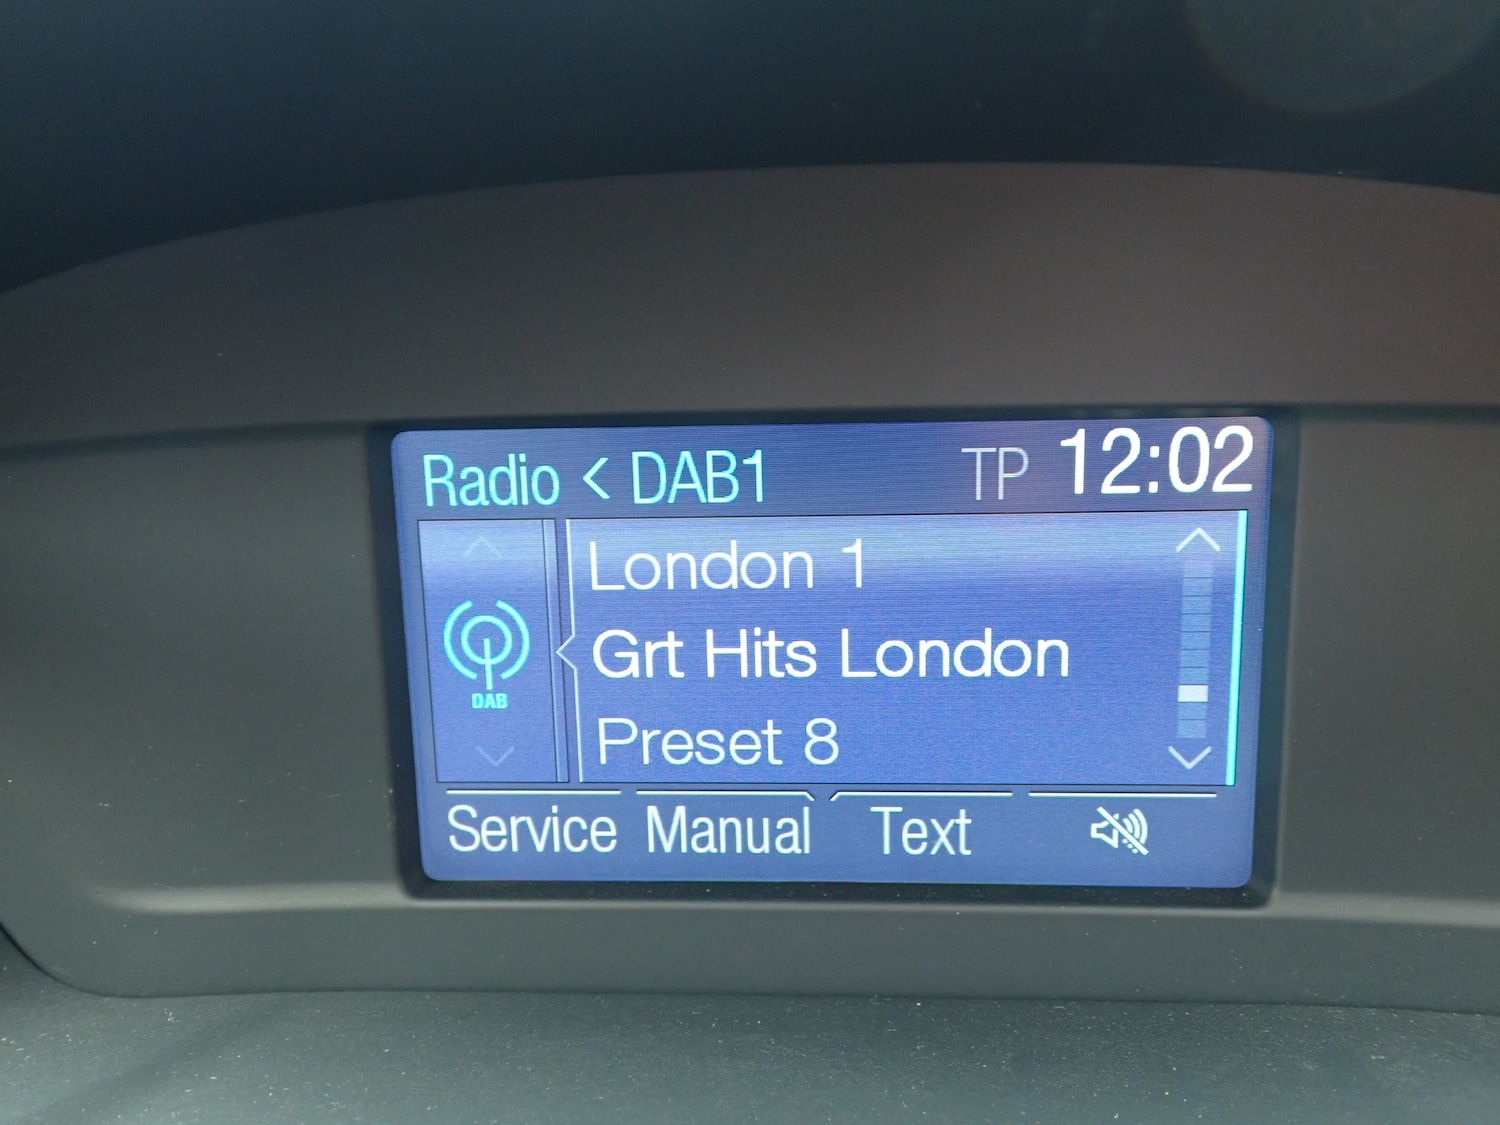 Radio < DAB1 TP 12:02
London 1
DAB
Grt Hits London
Preset 8
Service Manual Text